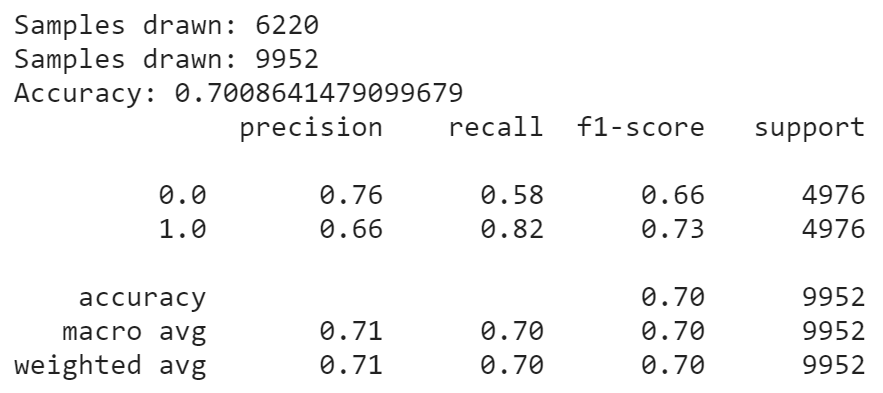 Samples drawn: 6220
Samples drawn: 9952
Accuracy: 0.7008641479099679
precision recall f1-score support
0.0 0.76 0.58 0.66 4976
1.0 0.66 0.82 0.73 4976
accuracy 0.70 9952
macro avg 0.71 0.70 0.70 9952
weighted avg 0.71 0.70 0.70 9952